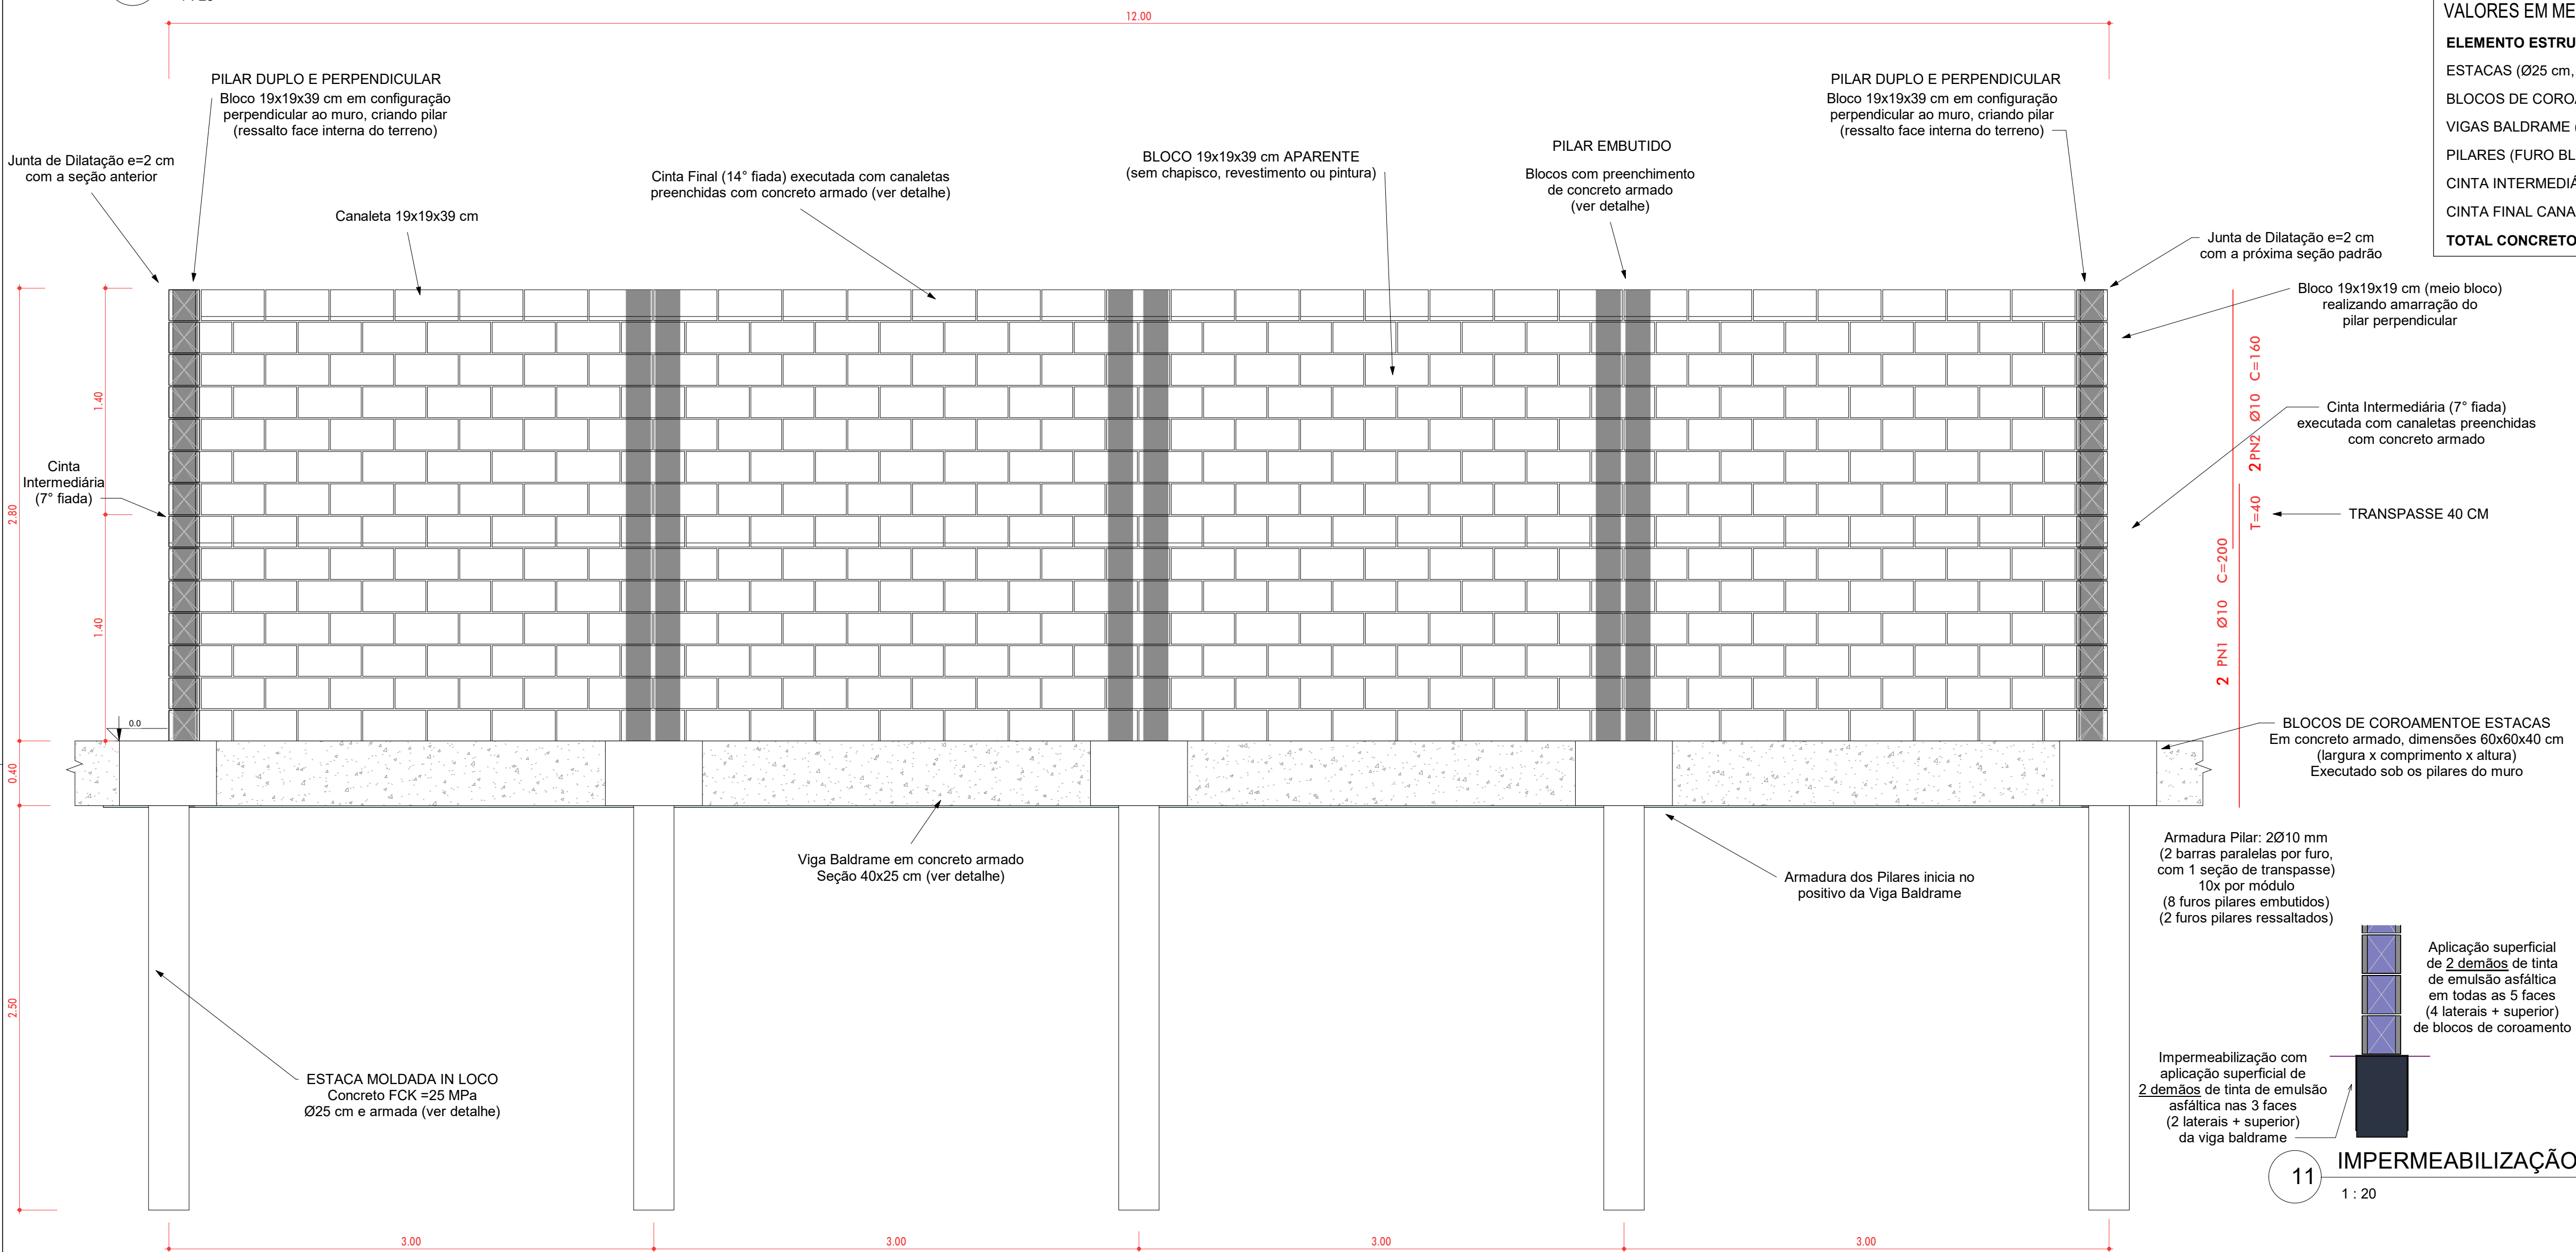 12.00
VALORES EM ME
ELEMENTO ESTRU
ESTACAS (Ø25 cm,
BLOCOS DE COROA
VIGAS BALDRAME
PILARES (FURO BL
CINTA INTERMEDIÁ
CINTA FINAL CANA
TOTAL CONCRETO
PILAR DUPLO E PERPENDICULAR
Bloco 19x19x39 cm em configuração
perpendicular ao muro, criando pilar
(ressalto face interna do terreno)
Junta de Dilatação e=2 cm
com a seção anterior
Canaleta 19x19x39 cm
Cinta Final (14° fiada) executada com canaletas
preenchidas com concreto armado (ver detalhe)
BLOCO 19x19x39 cm APARENTE
(sem chapisco, revestimento ou pintura)
PILAR EMBUTIDO
Blocos com preenchimento
de concreto armado
(ver detalhe)
PILAR DUPLO E PERPENDICULAR
Bloco 19x19x39 cm em configuração
perpendicular ao muro, criando pilar
(ressalto face interna do terreno)
Junta de Dilatação e=2 cm
com a próxima seção padrão
Bloco 19x19x19 cm (meio bloco)
realizando amarração do
pilar perpendicular
Cinta Intermediária (7° fiada)
executada com canaletas preenchidas
com concreto armado
2 PN2 Ø10 C=160
T=40
TRANSPASSE 40 CM
2 PN1 Ø10 C=200
Cinta
Intermediária
(7° fiada)
1.40
2.80
1.40
0.0
0.40
2.50
BLOCOS DE COROAMENTOE ESTACAS
Em concreto armado, dimensões 60x60x40 cm
(largura x comprimento x altura)
Executado sob os pilares do muro
Viga Baldrame em concreto armado
Seção 40x25 cm (ver detalhe)
Armadura dos Pilares inicia no
positivo da Viga Baldrame
Armadura Pilar: 2Ø10 mm
(2 barras paralelas por furo,
com 1 seção de transpasse)
10x por módulo
(8 furos pilares embutidos)
(2 furos pilares ressaltados)
Aplicação superficial
de 2 demãos de tinta
de emulsão asfáltica
em todas as 5 faces
(4 laterais + superior)
de blocos de coroamento
Impermeabilização com
aplicação superficial de
2 demãos de tinta de emulsão
asfáltica nas 3 faces
(2 laterais + superior)
da viga baldrame
ESTACA MOLDADA IN LOCO
Concreto FCK =25 MPa
Ø25 cm e armada (ver detalhe)
11 IMPERMEABILIZAÇÃO
1 : 20
3.00
3.00
3.00
3.00